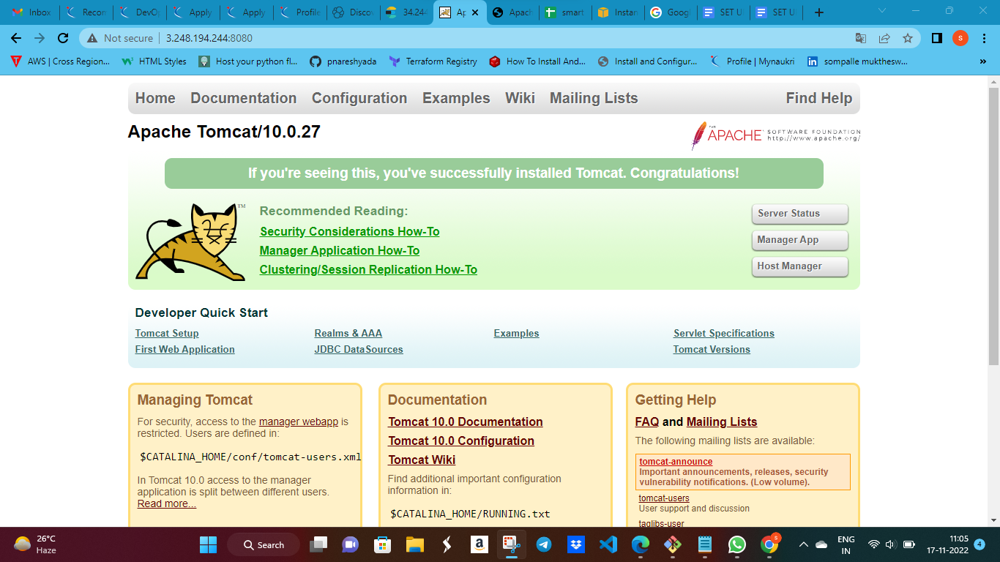 Inbox
Recon
DevOp
Apply
Apply
Profile
Discov
34.244
Ap
Apach
smart
Instan
Googl
SET U
SET U
Not secure
3.248.194.244:8080
s
AWS | Cross Region...
HTML Styles
Host your python fl...
pnareshyada
Terraform Registry
How To Install And...
Install and Configur...
Profile | Mynaukri
sompalle mukthesw...
»
Home
Documentation
Configuration
Examples
Wiki
Mailing Lists
Find Help
Apache Tomcat/10.0.27
THE
APACHE
SOFTWARE FOUNDATION
http://www.apache.org/
If you're seeing this, you've successfully installed Tomcat. Congratulations!
TM
Recommended Reading:
Security Considerations How-To
Manager Application How-To
Clustering/Session Replication How-To
Server Status
Manager App
Host Manager
Developer Quick Start
Tomcat Setup
First Web Application
Realms & AAA
JDBC DataSources
Examples
Servlet Specifications
Tomcat Versions
Managing Tomcat
For security, access to the manager webapp is
restricted. Users are defined in:
$CATALINA_HOME/conf/tomcat-users.xml
In Tomcat 10.0 access to the manager
application is split between different users.
Read more...
Documentation
Tomcat 10.0 Documentation
Tomcat 10.0 Configuration
Tomcat Wiki
Find additional important configuration
information in:
$CATALINA_HOME/RUNNING.txt
Getting Help
FAQ and Mailing Lists
The following mailing lists are available:
tomcat-announce
Important announcements, releases, security
vulnerability notifications. (Low volume).
tomcat-users
User support and discussion
taglibs-user
26°C
Haze
Search
ENG
IN
11:05
17-11-2022
4